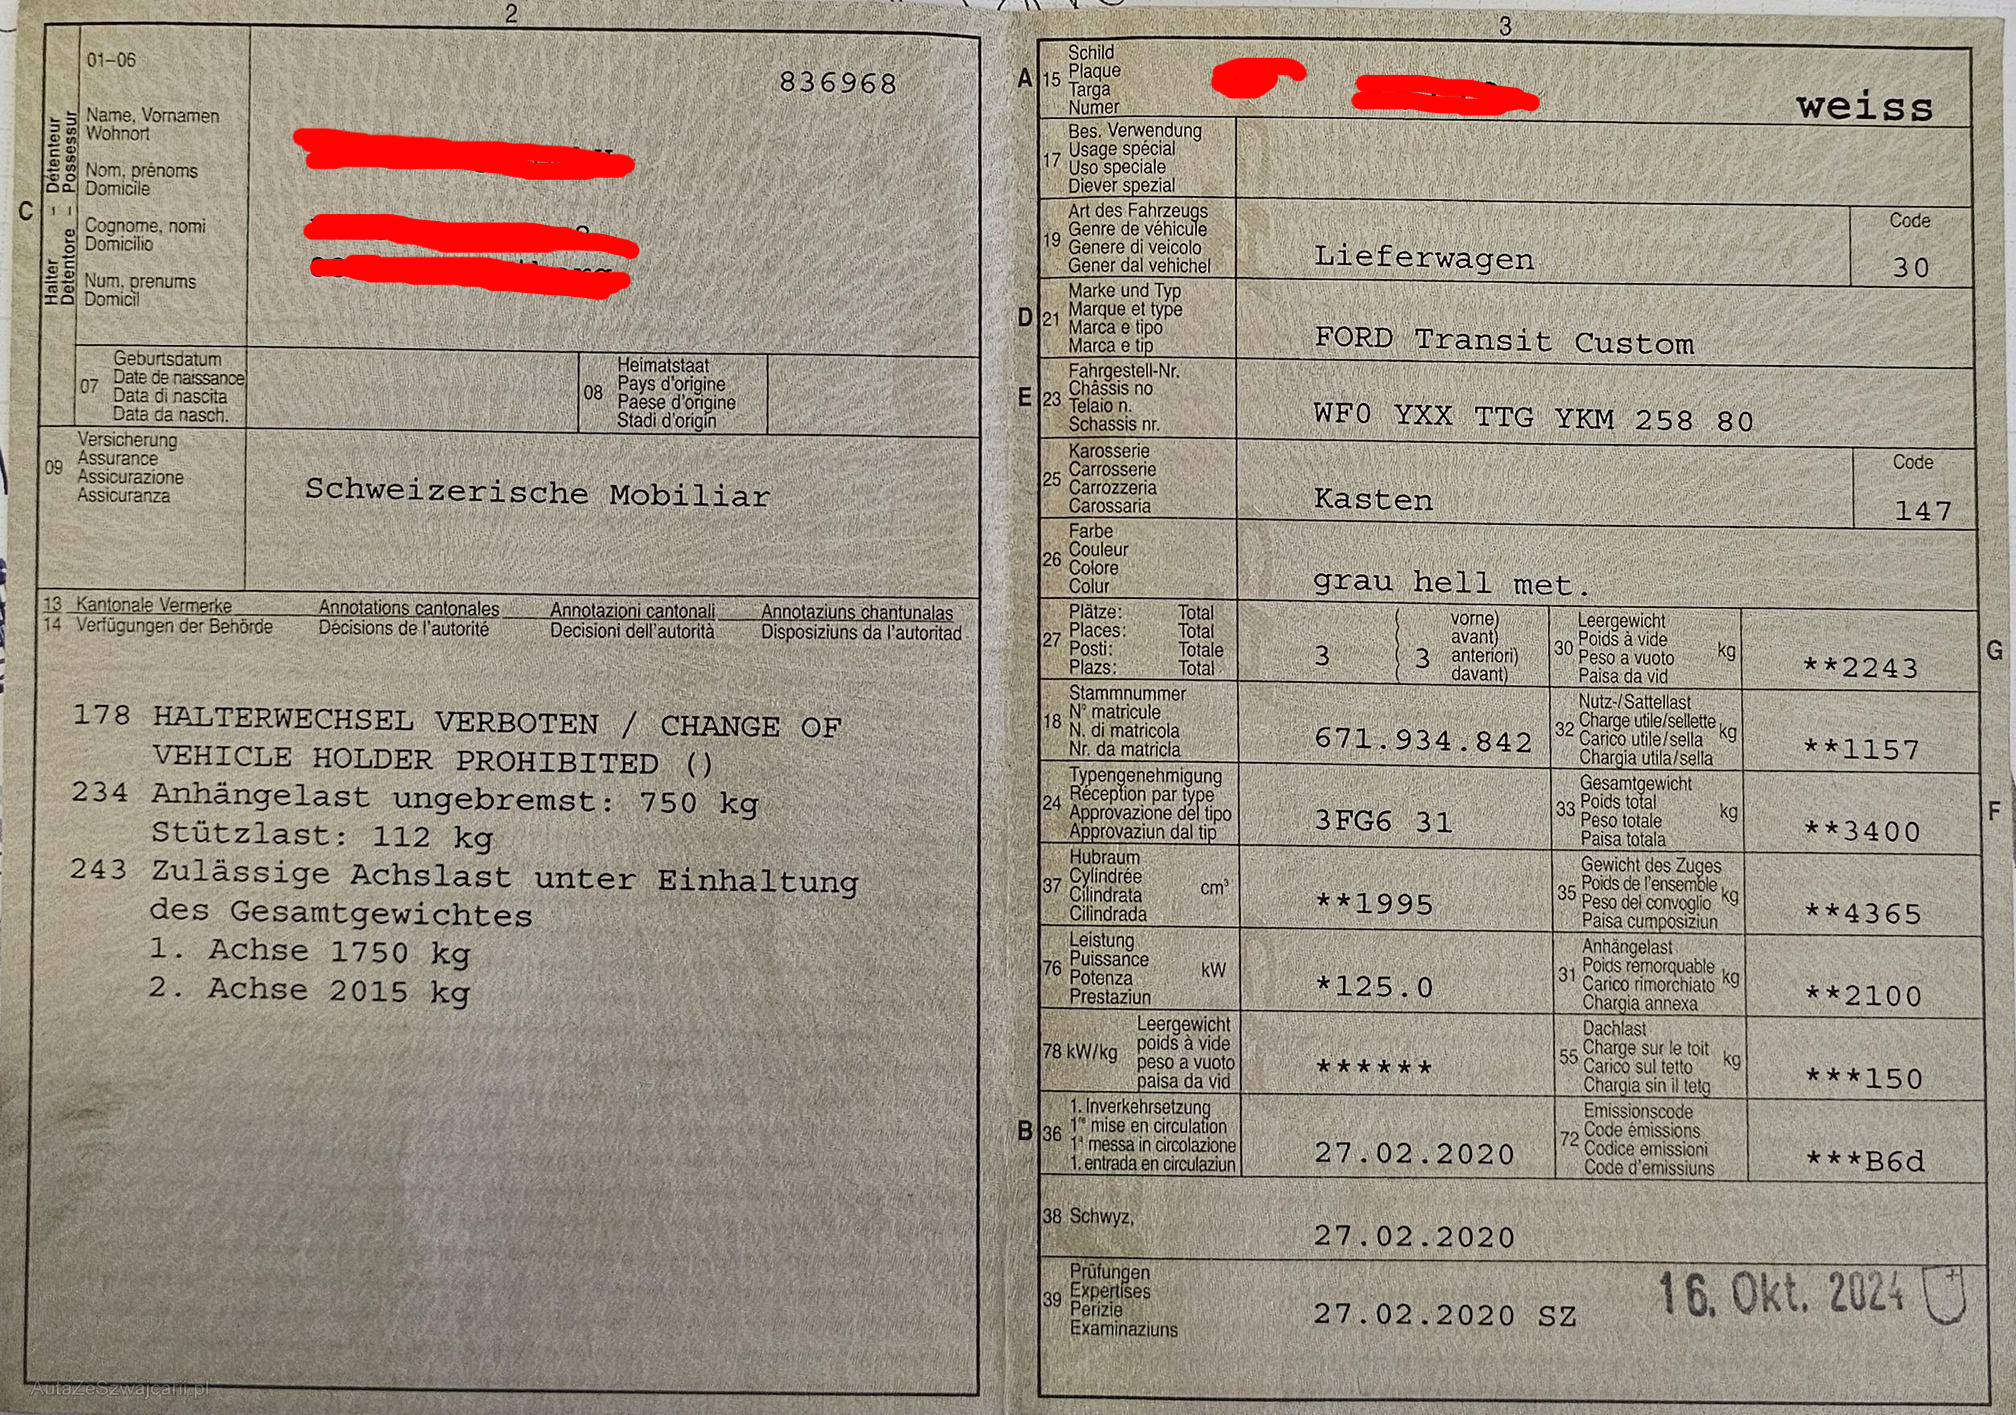 2
01-06
836968
Halter – Détenteur
Detentore – Possessur
C
Name, Vornamen
Wohnort
Nom, prénoms
Domicile
Cognome, nomi
Domicilio
Num, prenums
Domicil
07
Geburtsdatum
Date de naissance
Data di nascita
Data da nasch.
08
Heimatstaat
Pays d'origine
Paese d'origine
Stadi d'origin
09
Versicherung
Assurance
Assicurazione
Assicuranza
Schweizerische Mobiliar
13 Kantonale Vermerke Annotations cantonales Annotazioni cantonali Annotaziuns chantunalas
14 Verfügungen der Behörde Décisions de l'autorité Decisioni dell'autorità Disposiziuns da l'autoritad
178 HALTERWECHSEL VERBOTEN / CHANGE OF
VEHICLE HOLDER PROHIBITED ()
234 Anhängelast ungebremst: 750 kg
Stützlast: 112 kg
243 Zulässige Achslast unter Einhaltung
des Gesamtgewichtes
1. Achse 1750 kg
2. Achse 2015 kg
AutaZeSzwajcarii.pl
3
A
15
Schild
Plaque
Targa
Numer
weiss
17
Bes. Verwendung
Usage spécial
Uso speciale
Diever spezial
19
Art des Fahrzeugs
Genre de véhicule
Genere di veicolo
Gener dal vehichel
Lieferwagen
Code
30
D
21
Marke und Typ
Marque et type
Marca e tipo
Marca e tip
FORD Transit Custom
E
23
Fahrgestell-Nr.
Châssis no
Telaio n.
Schassis nr.
WF0 YXX TTG YKM 258 80
25
Karosserie
Carrosserie
Carrozzeria
Carossaria
Kasten
Code
147
26
Farbe
Couleur
Colore
Colur
grau hell met.
27
Plätze: Total
Places: Total
Posti: Totale
Plazs: Total
3
( 3
vorne)
avant)
anteriori)
davant)
30
Leergewicht
Poids à vide
Peso a vuoto
Paisa da vid
kg
**2243
G
18
Stammnummer
N° matricule
N. di matricola
Nr. da matricla
671.934.842
32
Nutz-/Sattellast
Charge utile/sellette
Carico utile/sella
Chargia utila/sella
kg
**1157
24
Typengenehmigung
Réception par type
Approvazione del tipo
Approvaziun dal tip
3FG6 31
33
Gesamtgewicht
Poids total
Peso totale
Paisa totala
kg
**3400
F
37
Hubraum
Cylindrée
Cilindrata
Cilindrada
cm³
**1995
35
Gewicht des Zuges
Poids de l'ensemble
Peso del convoglio
Paisa cumposiziun
kg
**4365
76
Leistung
Puissance
Potenza
Prestaziun
kW
*125.0
31
Anhängelast
Poids remorquable
Carico rimorchiato
Chargia annexa
kg
**2100
78 kW/kg
Leergewicht
poids à vide
peso a vuoto
paisa da vid
******
55
Dachlast
Charge sur le toit
Carico sul tetto
Chargia sin il tetg
kg
***150
B
36
1. Inverkehrsetzung
1re mise en circulation
1a messa in circolazione
1. entrada en circulaziun
27.02.2020
72
Emissionscode
Code émissions
Codice emissioni
Code d'emissiuns
***B6d
38 Schwyz,
27.02.2020
39
Prüfungen
Expertises
Perizie
Examinaziuns
27.02.2020 SZ
16. Okt. 2024